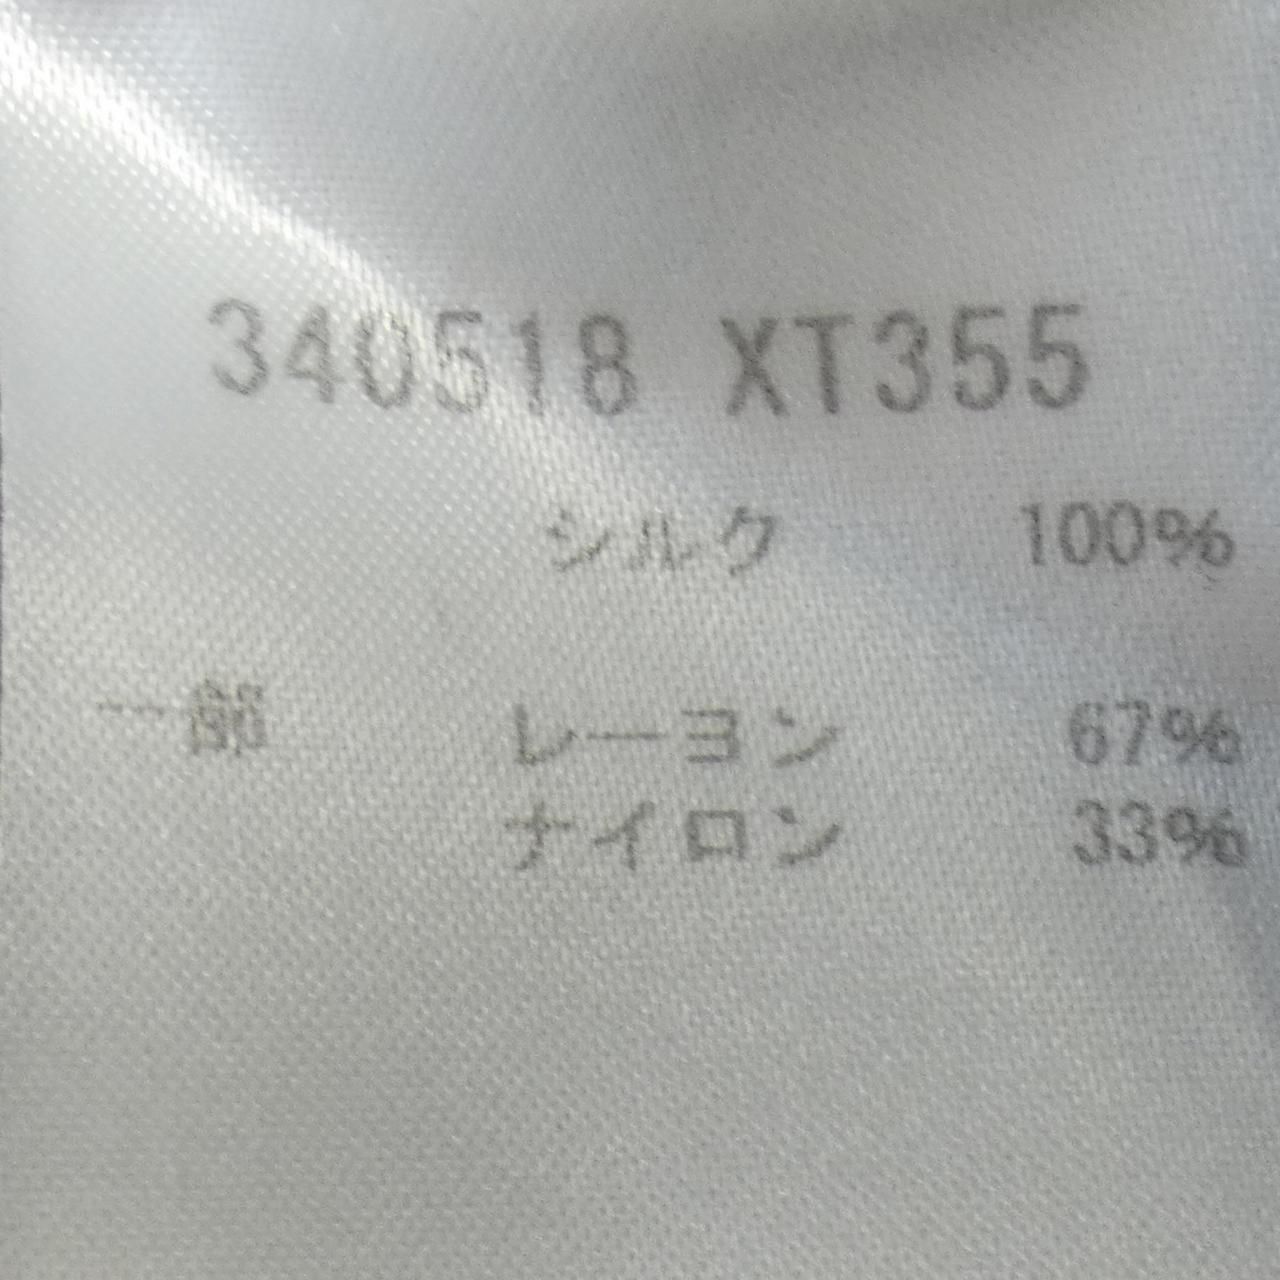 340518 XT355
シルク 100%
一部 レーヨン 67%
ナイロン 33%